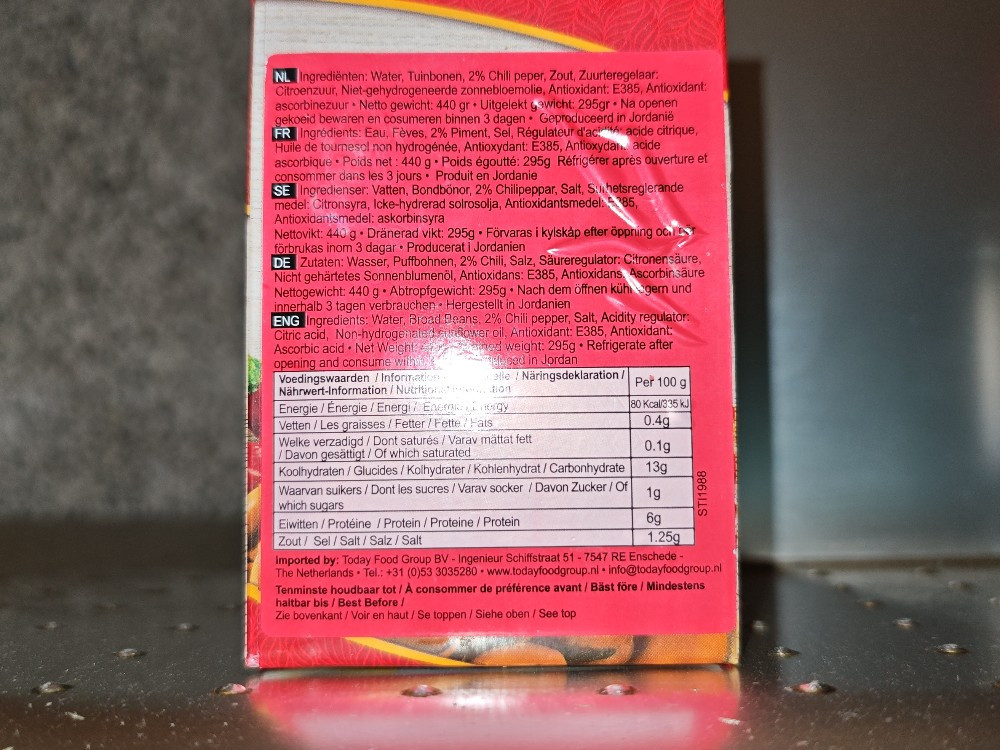 NL Ingrediënten: Water, Tuinbonen, 2% Chili peper, Zout, Zuurteregelaar:
Citroenzuur, Niet-gehydrogeneerde zonnebloemolie, Antioxidant: E385, Antioxidant:
ascorbinezuur • Netto gewicht: 440 gr • Uitgelekt gewicht: 295gr • Na openen
gekoeld bewaren en cosumeren binnen 3 dagen • Geproduceerd in Jordanië
FR Ingrédients: Eau, Fèves, 2% Piment, Sel, Régulateur d'acidité: acide citrique,
Huile de tournesol non hydrogénée, Antioxydant: E385, Antioxydant: acide
ascorbique • Poids net : 440 g • Poids égoutté: 295g Réfrigérer après ouverture et
consommer dans les 3 jours • Produit en Jordanie
SE Ingredienser: Vatten, Bondbönor, 2% Chilipeppar, Salt, Surhetsreglerande
medel: Citronsyra, Icke-hydrerad solrosolja, Antioxidantsmedel: E385,
Antioxidantsmedel: askorbinsyra
Nettovikt: 440 g • Dränerad vikt: 295g • Förvaras i kylskåp efter öppning och
förbrukas inom 3 dagar • Producerat i Jordanien
DE Zutaten: Wasser, Puffbohnen, 2% Chili, Salz, Säureregulator: Citronensäure,
Nicht gehärtetes Sonnenblumenöl, Antioxidans: E385, Antioxidans: Ascorbinsäure
Nettogewicht: 440 g • Abtropfgewicht: 295g • Nach dem öffnen kühl lagern und
innerhalb 3 tagen verbrauchen • Hergestellt in Jordanien
ENG Ingredients: Water, Broad Beans, 2% Chili pepper, Salt, Acidity regulator:
Citric acid, Non-hydrogenated sunflower oil, Antioxidant: E385, Antioxidant:
Ascorbic acid • Net Weight: weight: 295g • Refrigerate after
opening and consume in Jordan
Voedingswaarden / Information / Näringsdeklaration /
Nährwert-Information /
Per 100 g
Energie / Énergie / Energi / Energie / Energy
80 Kcal/335 kJ
Vetten / Les graisses / Fetter / Fette / Fats
0.4g
Welke verzadigd / Dont saturés / Varav mättat fett
/ Davon gesättigt / Of which saturated
0.1g
Koolhydraten / Glucides / Kolhydrater / Kohlenhydrat / Carbonhydrate
13g
Waarvan suikers / Dont les sucres / Varav socker / Davon Zucker / Of
which sugars
1g
Eiwitten / Protéine / Protein / Proteine / Protein
6g
Zout / Sel / Salt / Salz / Salt
1.25g
STI1988
Imported by: Today Food Group BV - Ingenieur Schiffstraat 51 - 7547 RE Enschede -
The Netherlands • Tel.: +31 (0)53 3035280 • www.todayfoodgroup.nl • info@todayfoodgroup.nl
Tenminste houdbaar tot / À consommer de préférence avant / Bäst före / Mindestens
haltbar bis / Best Before /
Zie bovenkant / Voir en haut / Se toppen / Siehe oben / See top